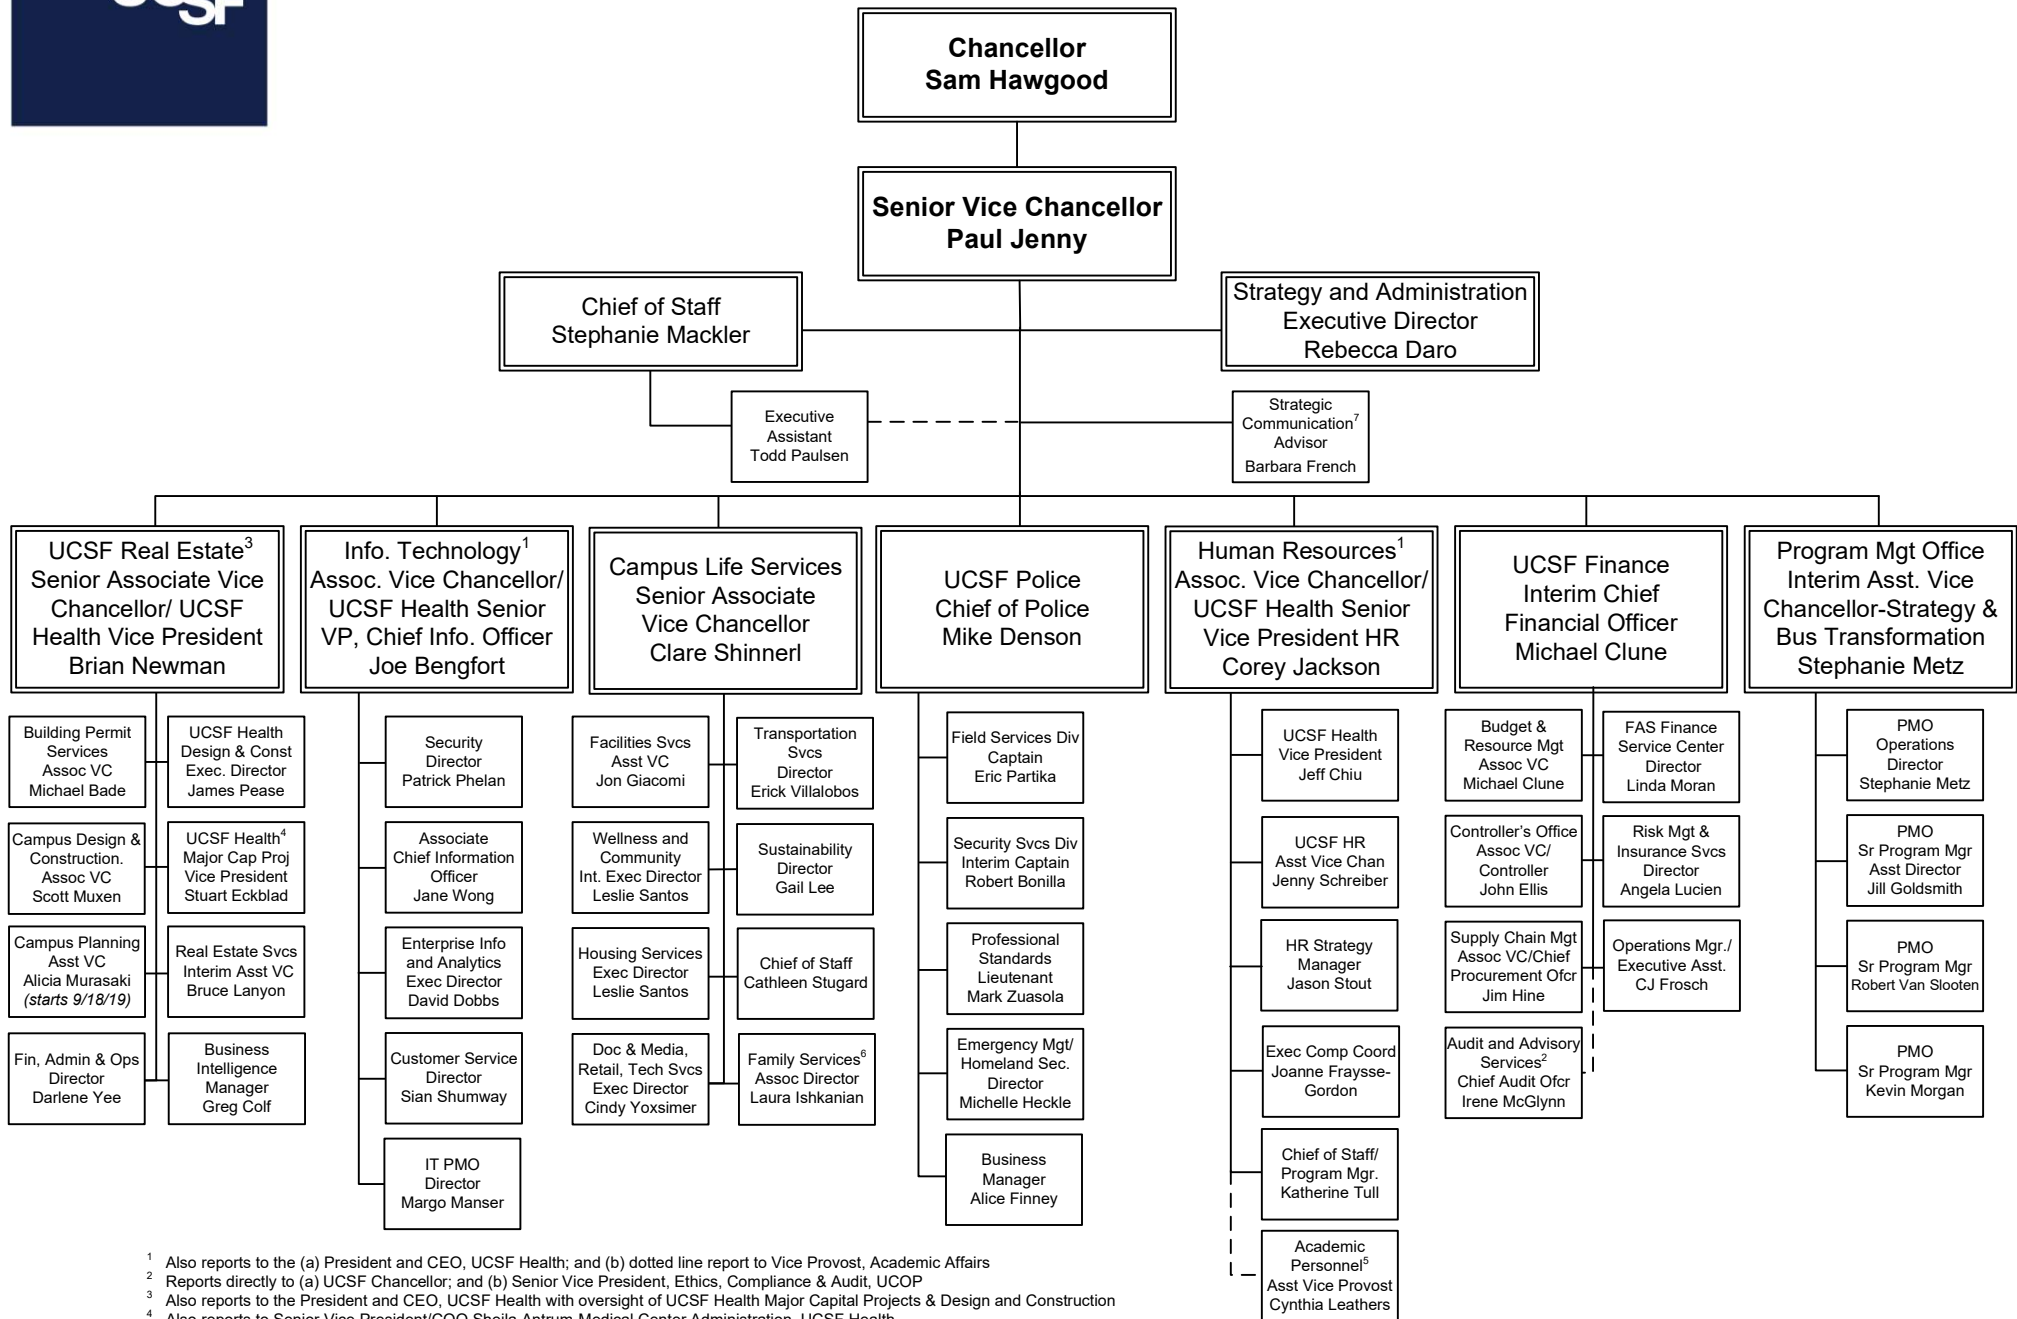 UCSF
Chancellor
Sam Hawgood
Senior Vice Chancellor
Paul Jenny
Chief of Staff
Stephanie Mackler
Strategy and Administration
Executive Director
Rebecca Daro
Executive
Assistant
Todd Paulsen
Strategic
Communication7
Advisor
Barbara French
UCSF Real Estate3
Senior Associate Vice
Chancellor/ UCSF
Health Vice President
Brian Newman
Info. Technology1
Assoc. Vice Chancellor/
UCSF Health Senior
VP, Chief Info. Officer
Joe Bengfort
Campus Life Services
Senior Associate
Vice Chancellor
Clare Shinnerl
UCSF Police
Chief of Police
Mike Denson
Human Resources1
Assoc. Vice Chancellor/
UCSF Health Senior
Vice President HR
Corey Jackson
UCSF Finance
Interim Chief
Financial Officer
Michael Clune
Program Mgt Office
Interim Asst. Vice
Chancellor-Strategy &
Bus Transformation
Stephanie Metz
Building Permit
Services
Assoc VC
Michael Bade
UCSF Health
Design & Const
Exec. Director
James Pease
Campus Design &
Construction.
Assoc VC
Scott Muxen
UCSF Health4
Major Cap Proj
Vice President
Stuart Eckblad
Campus Planning
Asst VC
Alicia Murasaki
(starts 9/18/19)
Real Estate Svcs
Interim Asst VC
Bruce Lanyon
Fin, Admin & Ops
Director
Darlene Yee
Business
Intelligence
Manager
Greg Colf
Security
Director
Patrick Phelan
Associate
Chief Information
Officer
Jane Wong
Enterprise Info
and Analytics
Exec Director
David Dobbs
Customer Service
Director
Sian Shumway
IT PMO
Director
Margo Manser
Facilities Svcs
Asst VC
Jon Giacomi
Transportation
Svcs
Director
Erick Villalobos
Wellness and
Community
Int. Exec Director
Leslie Santos
Sustainability
Director
Gail Lee
Housing Services
Exec Director
Leslie Santos
Chief of Staff
Cathleen Stugard
Doc & Media,
Retail, Tech Svcs
Exec Director
Cindy Yoxsimer
Family Services6
Assoc Director
Laura Ishkanian
Field Services Div
Captain
Eric Partika
Security Svcs Div
Interim Captain
Robert Bonilla
Professional
Standards
Lieutenant
Mark Zuasola
Emergency Mgt/
Homeland Sec.
Director
Michelle Heckle
Business
Manager
Alice Finney
UCSF Health
Vice President
Jeff Chiu
UCSF HR
Asst Vice Chan
Jenny Schreiber
HR Strategy
Manager
Jason Stout
Exec Comp Coord
Joanne Fraysse-
Gordon
Chief of Staff/
Program Mgr.
Katherine Tull
Academic
Personnel5
Asst Vice Provost
Cynthia Leathers
Budget &
Resource Mgt
Assoc VC
Michael Clune
FAS Finance
Service Center
Director
Linda Moran
Controller's Office
Assoc VC/
Controller
John Ellis
Risk Mgt &
Insurance Svcs
Director
Angela Lucien
Supply Chain Mgt
Assoc VC/Chief
Procurement Ofcr
Jim Hine
Operations Mgr./
Executive Asst.
CJ Frosch
Audit and Advisory
Services2
Chief Audit Ofcr
Irene McGlynn
PMO
Operations
Director
Stephanie Metz
PMO
Sr Program Mgr
Asst Director
Jill Goldsmith
PMO
Sr Program Mgr
Robert Van Slooten
PMO
Sr Program Mgr
Kevin Morgan
1 Also reports to the (a) President and CEO, UCSF Health; and (b) dotted line report to Vice Provost, Academic Affairs
2 Reports directly to (a) UCSF Chancellor; and (b) Senior Vice President, Ethics, Compliance & Audit, UCOP
3 Also reports to the President and CEO, UCSF Health with oversight of UCSF Health Major Capital Projects & Design and Construction
4 Also reports to Senior Vice President/COO Sheila Antrum Medical Center Administration, UCSF Health